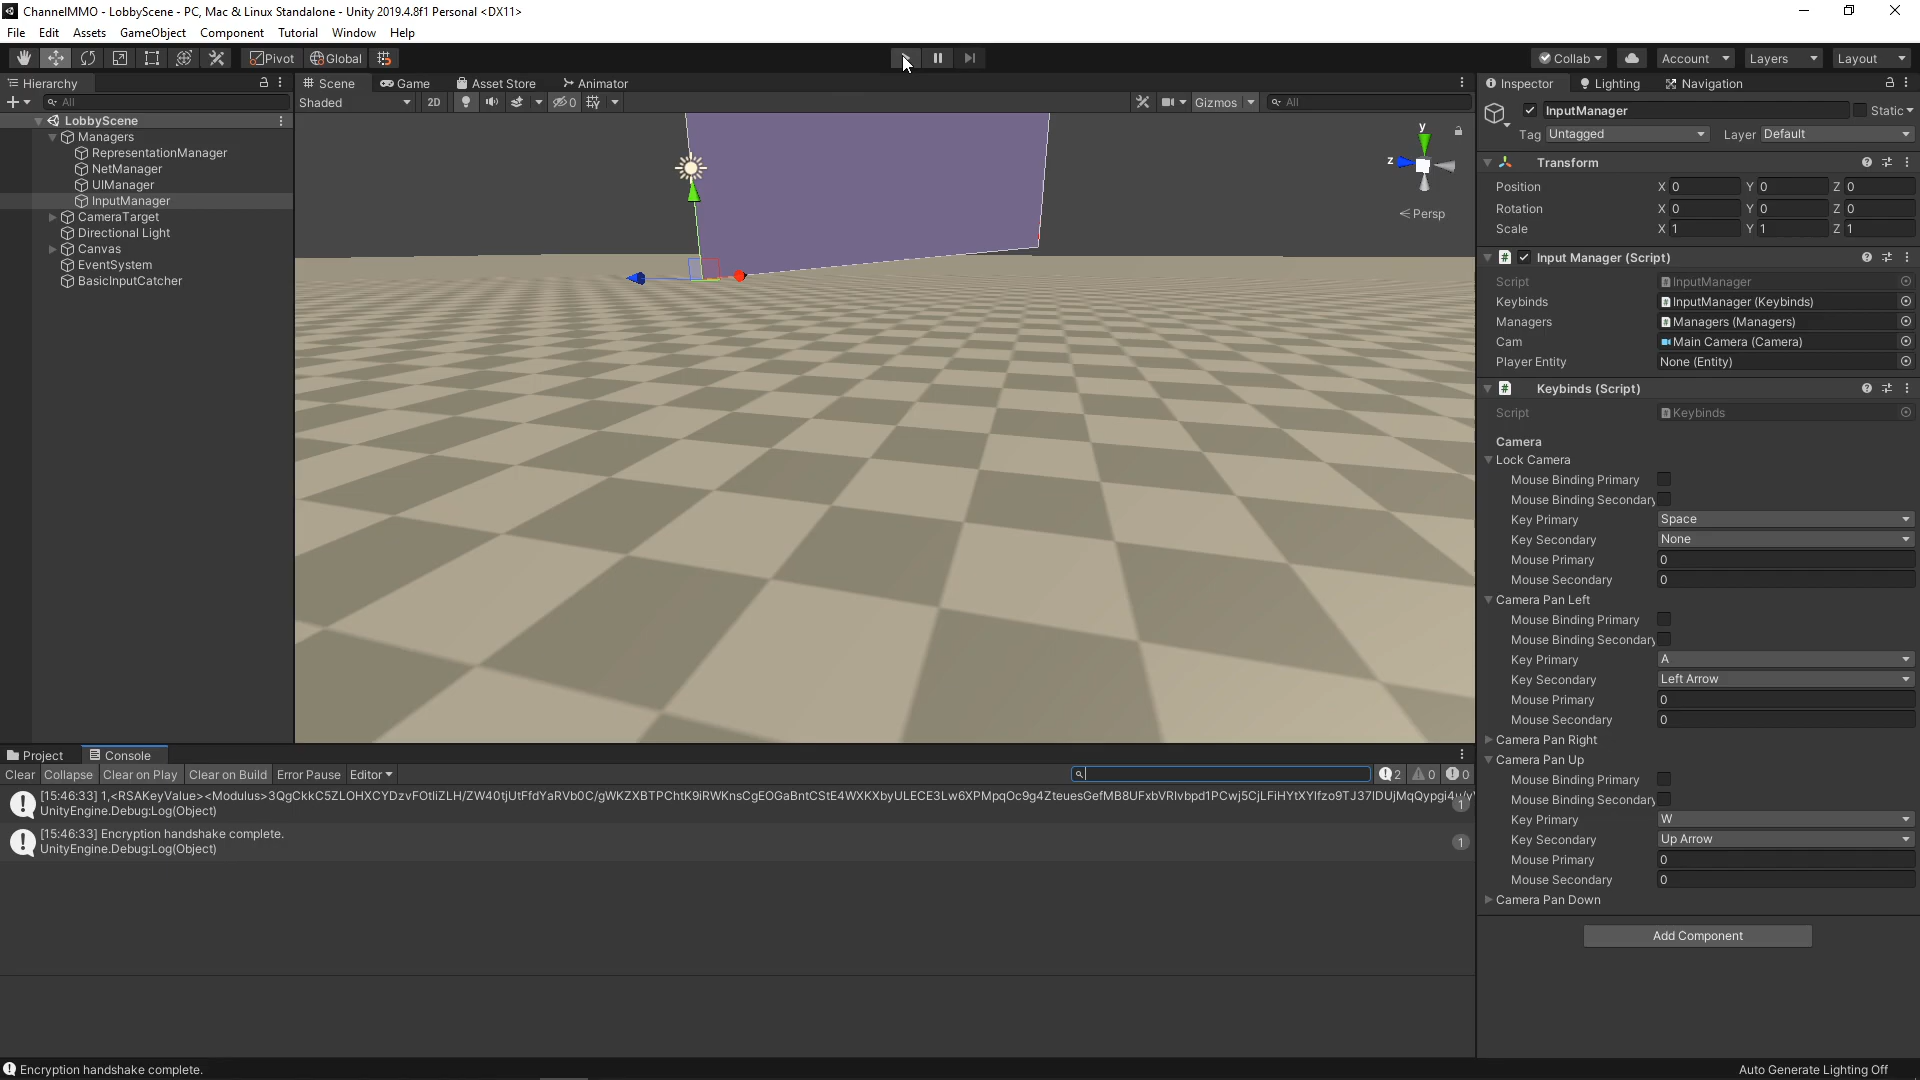 ChannelMMO - LobbyScene - PC, Mac & Linux Standalone - Unity 2019.4.8f1 Personal <DX11>
File Edit Assets GameObject Component Tutorial Window Help
Pivot Global Collab Account Layers Layout
Hierarchy
All
LobbyScene
Managers
RepresentationManager
NetManager
UIManager
InputManager
CameraTarget
Directional Light
Canvas
EventSystem
BasicInputCatcher
Scene Game Asset Store Animator
Shaded 2D 0 Gizmos All
y
z
Persp
Inspector Lighting Navigation
InputManager Static
Tag Untagged Layer Default
Transform
Position X 0 Y 0 Z 0
Rotation X 0 Y 0 Z 0
Scale X 1 Y 1 Z 1
Input Manager (Script)
Script InputManager
Keybinds InputManager (Keybinds)
Managers Managers (Managers)
Cam Main Camera (Camera)
Player Entity None (Entity)
Keybinds (Script)
Script Keybinds
Camera
Lock Camera
Mouse Binding Primary
Mouse Binding Secondary
Key Primary Space
Key Secondary None
Mouse Primary 0
Mouse Secondary 0
Camera Pan Left
Mouse Binding Primary
Mouse Binding Secondary
Key Primary A
Key Secondary Left Arrow
Mouse Primary 0
Mouse Secondary 0
Camera Pan Right
Camera Pan Up
Mouse Binding Primary
Mouse Binding Secondary
Key Primary W
Key Secondary Up Arrow
Mouse Primary 0
Mouse Secondary 0
Camera Pan Down
Add Component
Project Console
Clear Collapse Clear on Play Clear on Build Error Pause Editor 2 0 0
[15:46:33] 1,<RSAKeyValue><Modulus>
UnityEngine.Debug:Log(Object) 1
[15:46:33] Encryption handshake complete.
UnityEngine.Debug:Log(Object) 1
Encryption handshake complete.
Auto Generate Lighting Off